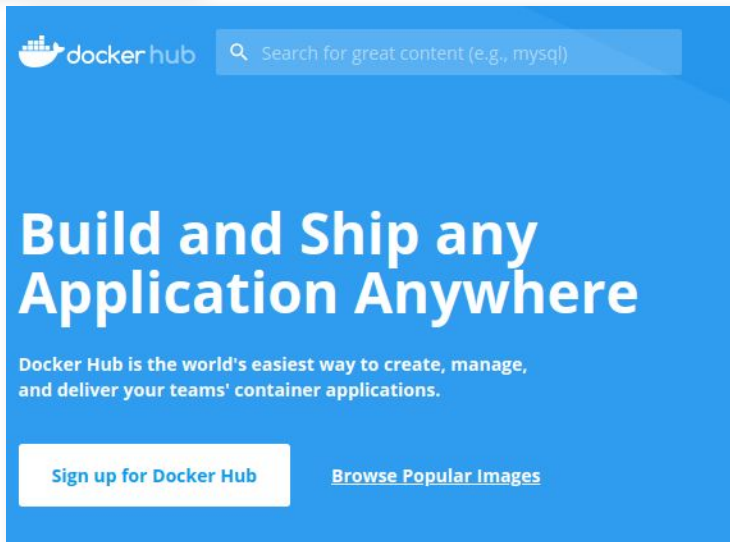 docker hub
Search for great content (e.g., mysql)
Build and Ship any
Application Anywhere
Docker Hub is the world's easiest way to create, manage,
and deliver your teams' container applications.
Sign up for Docker Hub
Browse Popular Images